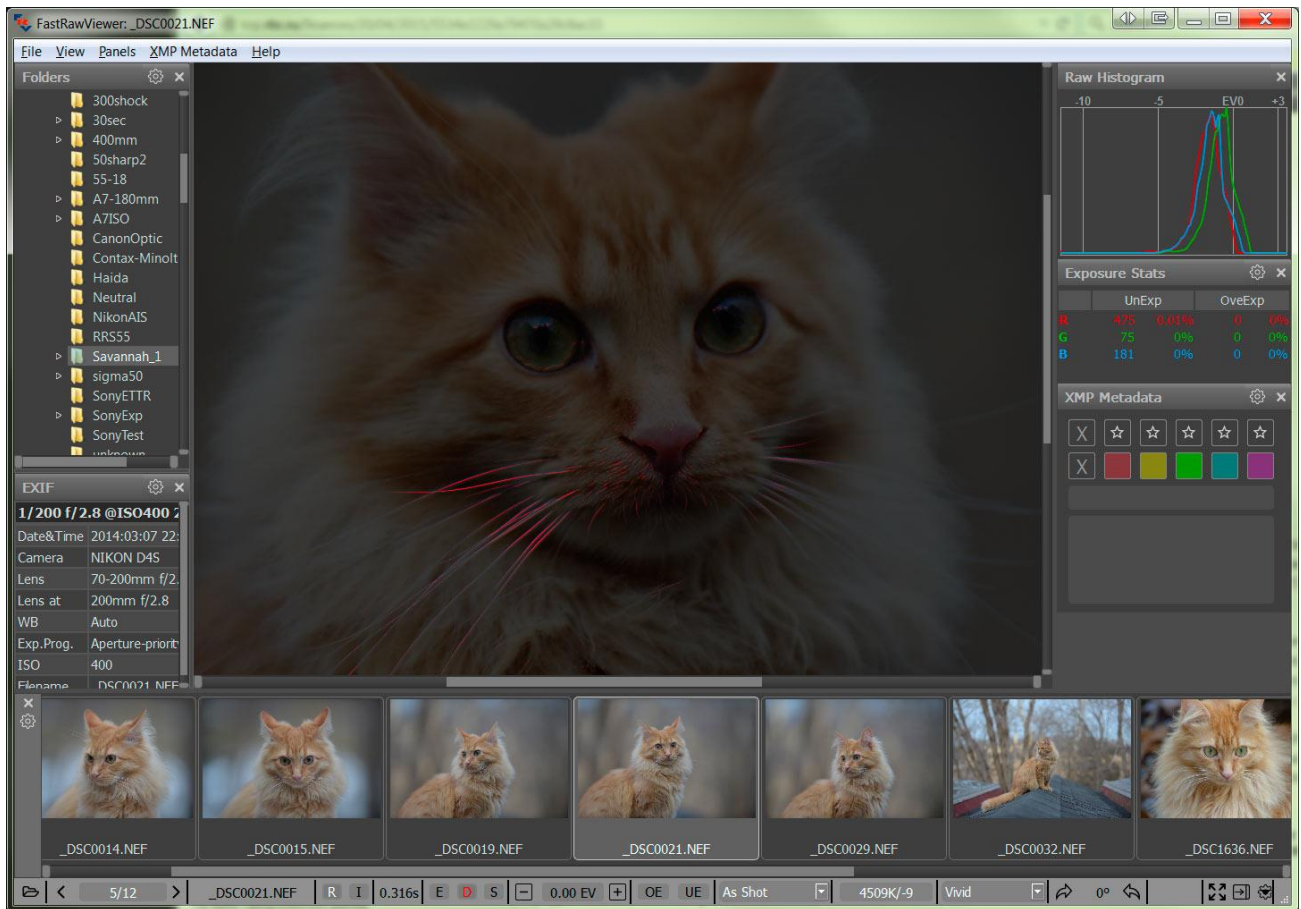 FastRawViewer: _DSC0021.NEF
File View Panels XMP Metadata Help
Folders
300shock
30sec
400mm
50sharp2
55-18
A7-180mm
A7ISO
CanonOptic
Contax-Minolt
Haida
Neutral
NikonAIS
RRS55
Savannah_1
sigma50
SonyETTR
SonyExp
SonyTest
unknown
EXIF
1/200 f/2.8 @ISO400 2
Date&Time 2014:03:07 22:
Camera NIKON D4S
Lens 70-200mm f/2.
Lens at 200mm f/2.8
WB Auto
Exp.Prog. Aperture-priorit
ISO 400
Filename _DSC0021.NEF
Raw Histogram
-10 -5 EV0 +3
Exposure Stats
UnExp OveExp
R 475 0.01% 0 0%
G 75 0% 0 0%
B 181 0% 0 0%
XMP Metadata
X
X
_DSC0014.NEF _DSC0015.NEF _DSC0019.NEF _DSC0021.NEF _DSC0029.NEF _DSC0032.NEF _DSC1636.NEF
5/12 _DSC0021.NEF R I 0.316s E D S 0.00 EV OE UE As Shot 4509K/-9 Vivid 0°